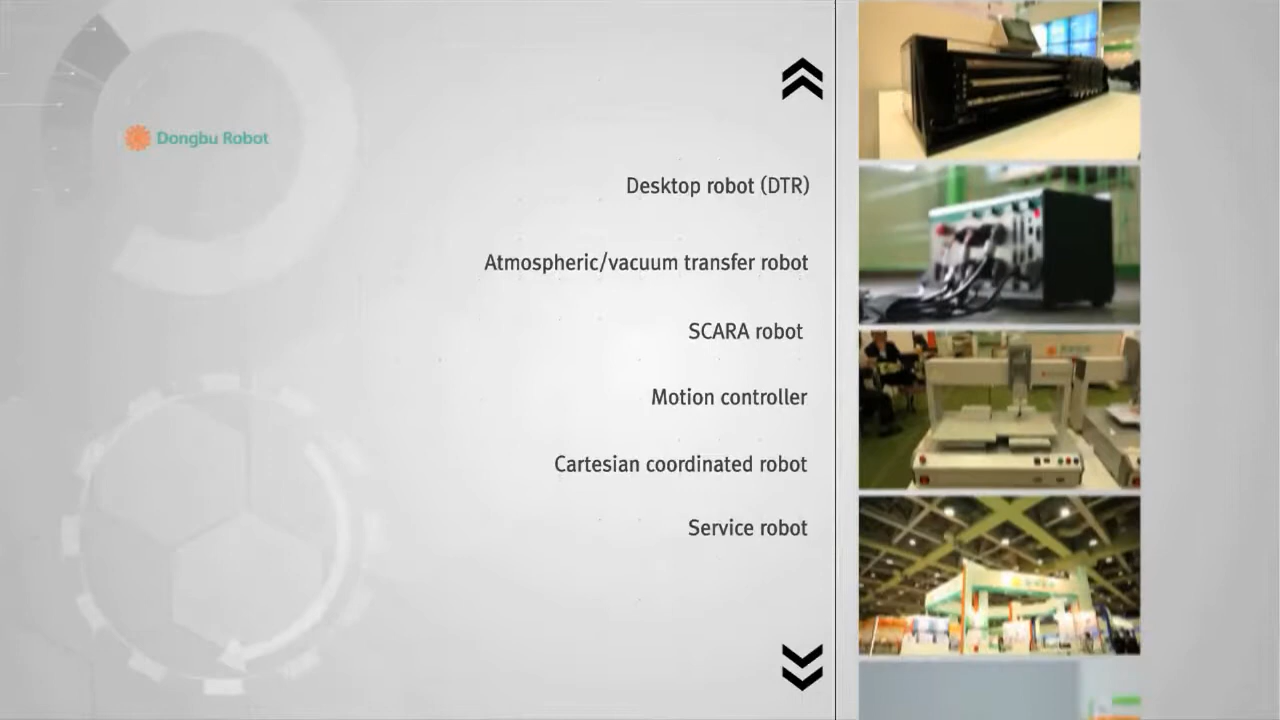 Dongbu Robot
Desktop robot (DTR)
Atmospheric/vacuum transfer robot
SCARA robot
Motion controller
Cartesian coordinated robot
Service robot